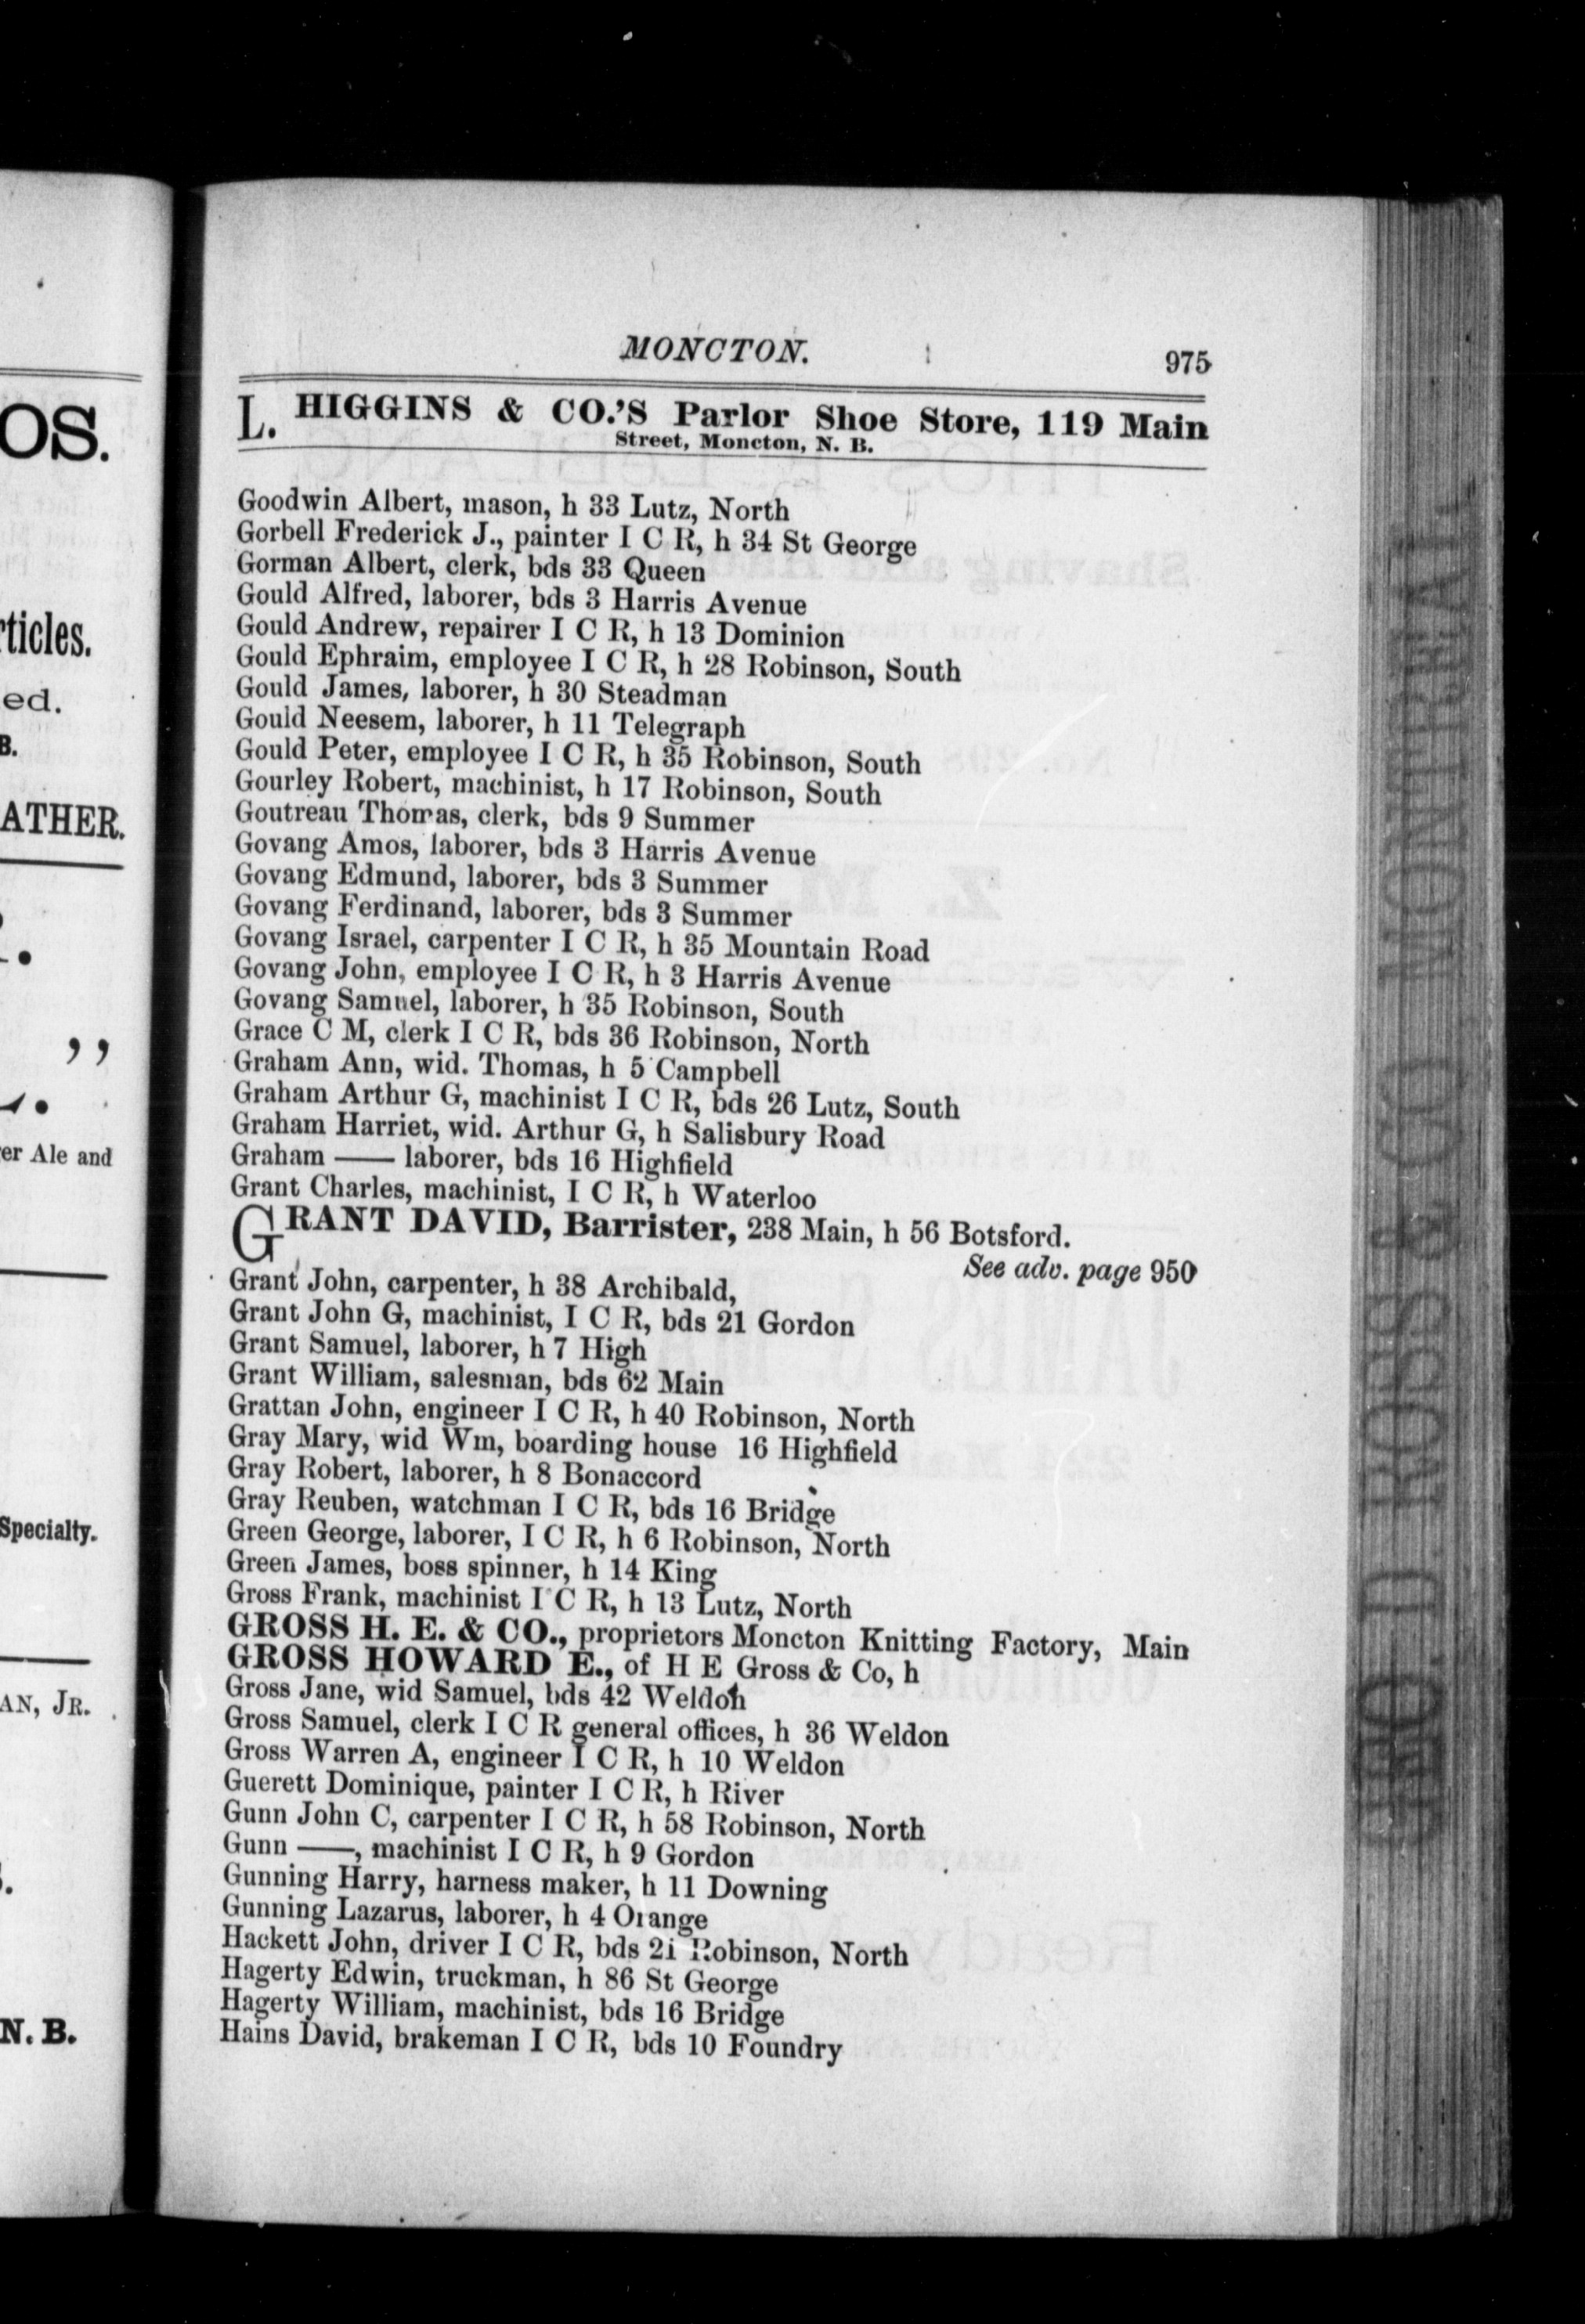 OS.
ticles.
ed.
B.
ATHER.
er Ale and
Specialty.
AN, JR.
N. B.
MONCTON.
975
L. HIGGINS & CO.'S Parlor Shoe Store, 119 Main
Street, Moncton, N. B.
Goodwin Albert, mason, h 33 Lutz, North
Gorbell Frederick J., painter I C R, h 34 St George
Gorman Albert, clerk, bds 33 Queen
Gould Alfred, laborer, bds 3 Harris Avenue
Gould Andrew, repairer I C R, h 13 Dominion
Gould Ephraim, employee I C R, h 28 Robinson, South
Gould James, laborer, h 30 Steadman
Gould Neesem, laborer, h 11 Telegraph
Gould Peter, employee I C R, h 35 Robinson, South
Gourley Robert, machinist, h 17 Robinson, South
Goutreau Thomas, clerk, bds 9 Summer
Govang Amos, laborer, bds 3 Harris Avenue
Govang Edmund, laborer, bds 3 Summer
Govang Ferdinand, laborer, bds 3 Summer
Govang Israel, carpenter I C R, h 35 Mountain Road
Govang John, employee I C R, h 3 Harris Avenue
Govang Samuel, laborer, h 35 Robinson, South
Grace C M, clerk I C R, bds 36 Robinson, North
Graham Ann, wid. Thomas, h 5 Campbell
Graham Arthur G, machinist I C R, bds 26 Lutz, South
Graham Harriet, wid. Arthur G, h Salisbury Road
Graham —— laborer, bds 16 Highfield
Grant Charles, machinist, I C R, h Waterloo
GRANT DAVID, Barrister, 238 Main, h 56 Botsford.
See adv. page 950
Grant John, carpenter, h 38 Archibald,
Grant John G, machinist, I C R, bds 21 Gordon
Grant Samuel, laborer, h 7 High
Grant William, salesman, bds 62 Main
Grattan John, engineer I C R, h 40 Robinson, North
Gray Mary, wid Wm, boarding house 16 Highfield
Gray Robert, laborer, h 8 Bonaccord
Gray Reuben, watchman I C R, bds 16 Bridge
Green George, laborer, I C R, h 6 Robinson, North
Green James, boss spinner, h 14 King
Gross Frank, machinist I C R, h 13 Lutz, North
GROSS H. E. & CO., proprietors Moncton Knitting Factory, Main
GROSS HOWARD E., of H E Gross & Co, h
Gross Jane, wid Samuel, bds 42 Weldon
Gross Samuel, clerk I C R general offices, h 36 Weldon
Gross Warren A, engineer I C R, h 10 Weldon
Guerett Dominique, painter I C R, h River
Gunn John C, carpenter I C R, h 58 Robinson, North
Gunn ——, machinist I C R, h 9 Gordon
Gunning Harry, harness maker, h 11 Downing
Gunning Lazarus, laborer, h 4 Orange
Hackett John, driver I C R, bds 21 Robinson, North
Hagerty Edwin, truckman, h 86 St George
Hagerty William, machinist, bds 16 Bridge
Hains David, brakeman I C R, bds 10 Foundry
ROSS & CO MONTREAL